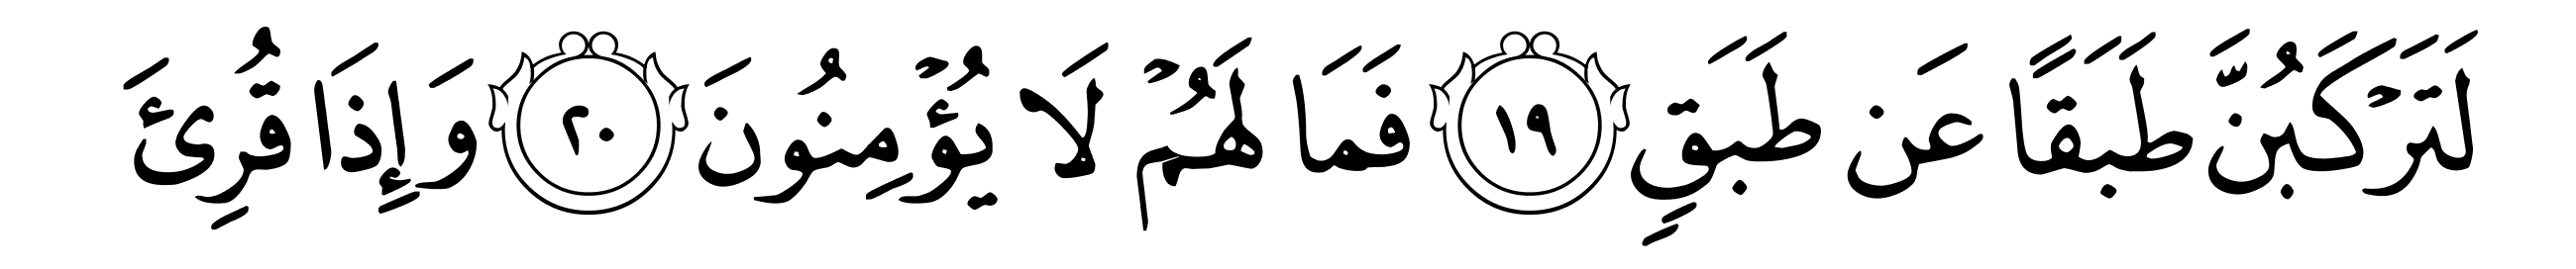 لَتَرْكَبُنَّ طَبَقًا عَن طَبَقٍ ١٩ فَمَا لَهُمْ لَا يُؤْمِنُونَ ٢٠ وَإِذَا قُرِئَ